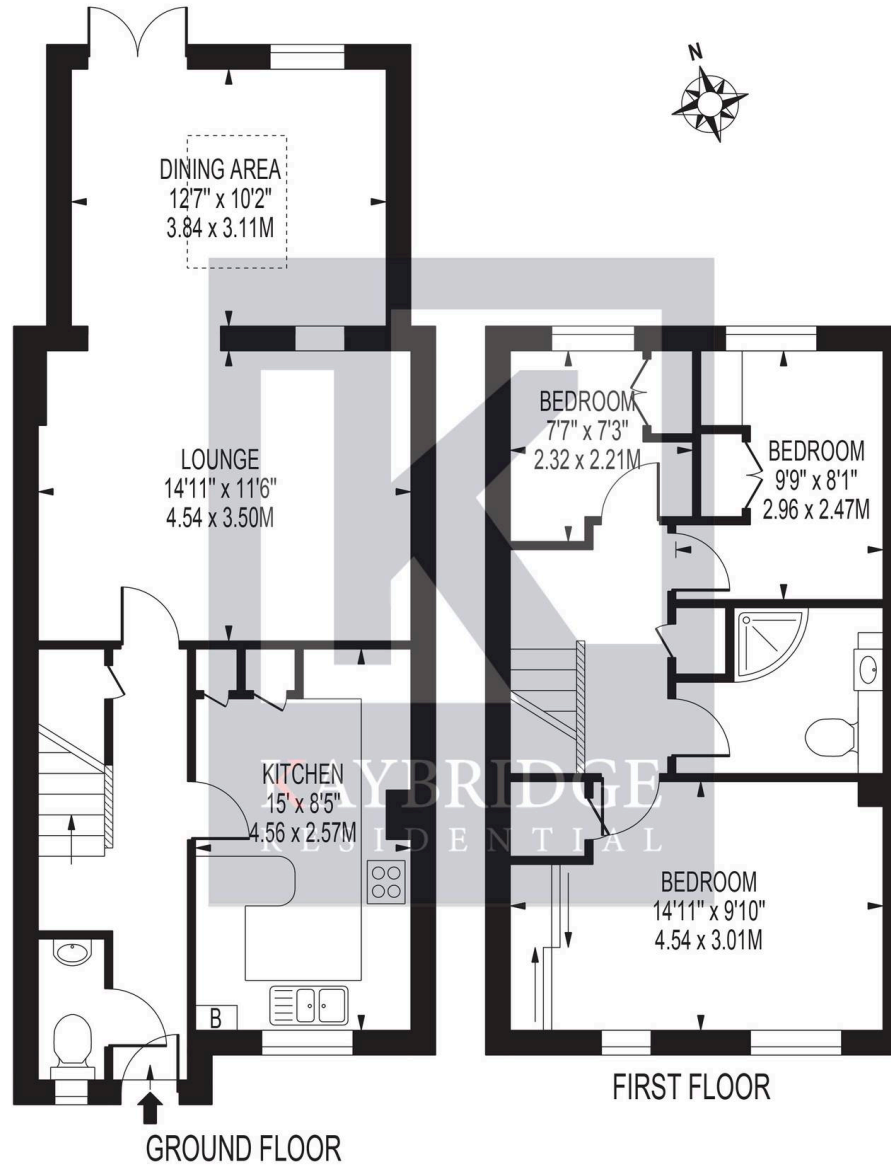 N
DINING AREA
12'7" x 10'2"
3.84 x 3.11M
LOUNGE
14'11" x 11'6"
4.54 x 3.50M
KITCHEN
15' x 8'5"
4.56 x 2.57M
B
GROUND FLOOR
BEDROOM
7'7" x 7'3"
2.32 x 2.21M
BEDROOM
9'9" x 8'1"
2.96 x 2.47M
BEDROOM
14'11" x 9'10"
4.54 x 3.01M
FIRST FLOOR
KAYBRIDGE
RESIDENTIAL